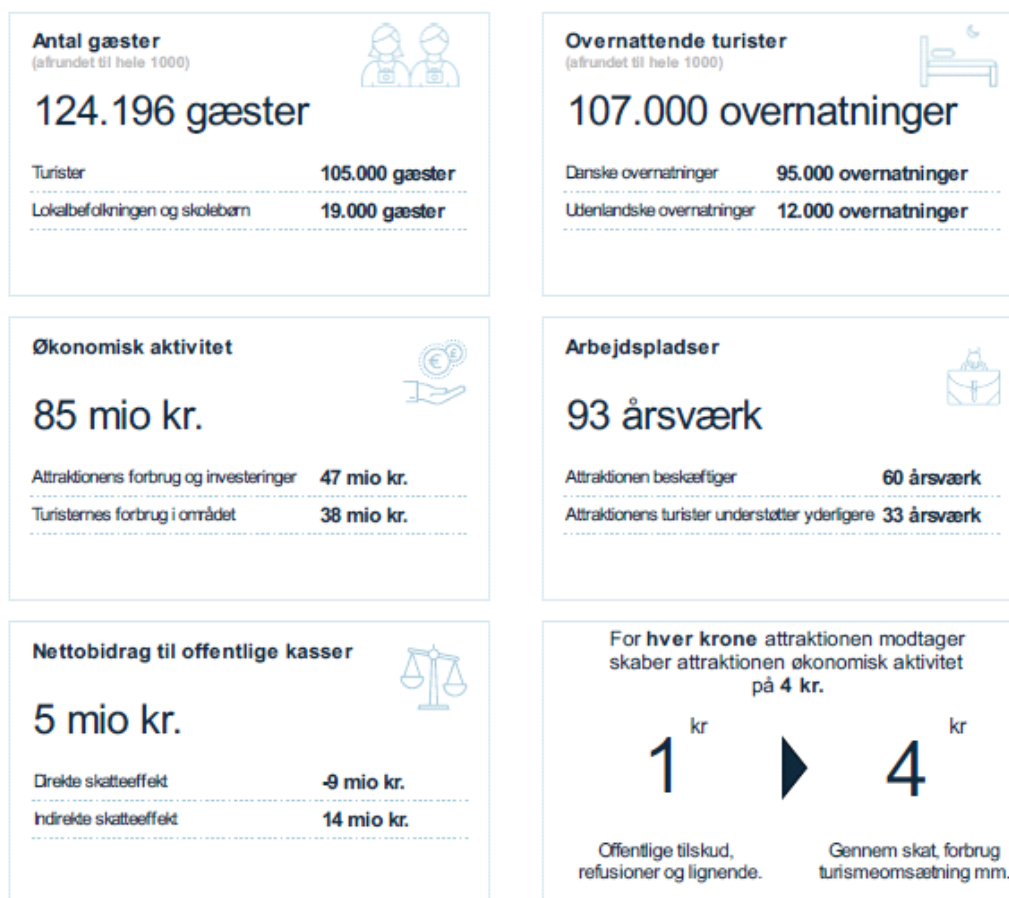 Antal gæster
(afrundet til hele 1000)
124.196 gæster
Turister 105.000 gæster
Lokalbefolkningen og skolebørn 19.000 gæster
Overnattende turister
(afrundet til hele 1000)
107.000 overnatninger
Danske overnatninger 95.000 overnatninger
Udenlandske overnatninger 12.000 overnatninger
Økonomisk aktivitet
85 mio kr.
Attraktionens forbrug og investeringer 47 mio kr.
Turisternes forbrug i området 38 mio kr.
Arbejdspladser
93 årsværk
Attraktionen beskæftiger 60 årsværk
Attraktionens turister understøtter yderligere 33 årsværk
Nettobidrag til offentlige kasser
5 mio kr.
Direkte skatteeffekt -9 mio kr.
Indirekte skatteeffekt 14 mio kr.
For hver krone attraktionen modtager
skaber attraktionen økonomisk aktivitet
på 4 kr.
1 kr
4 kr
Offentlige tilskud,
refusioner og lignende.
Gennem skat, forbrug
turismeomsætning mm.